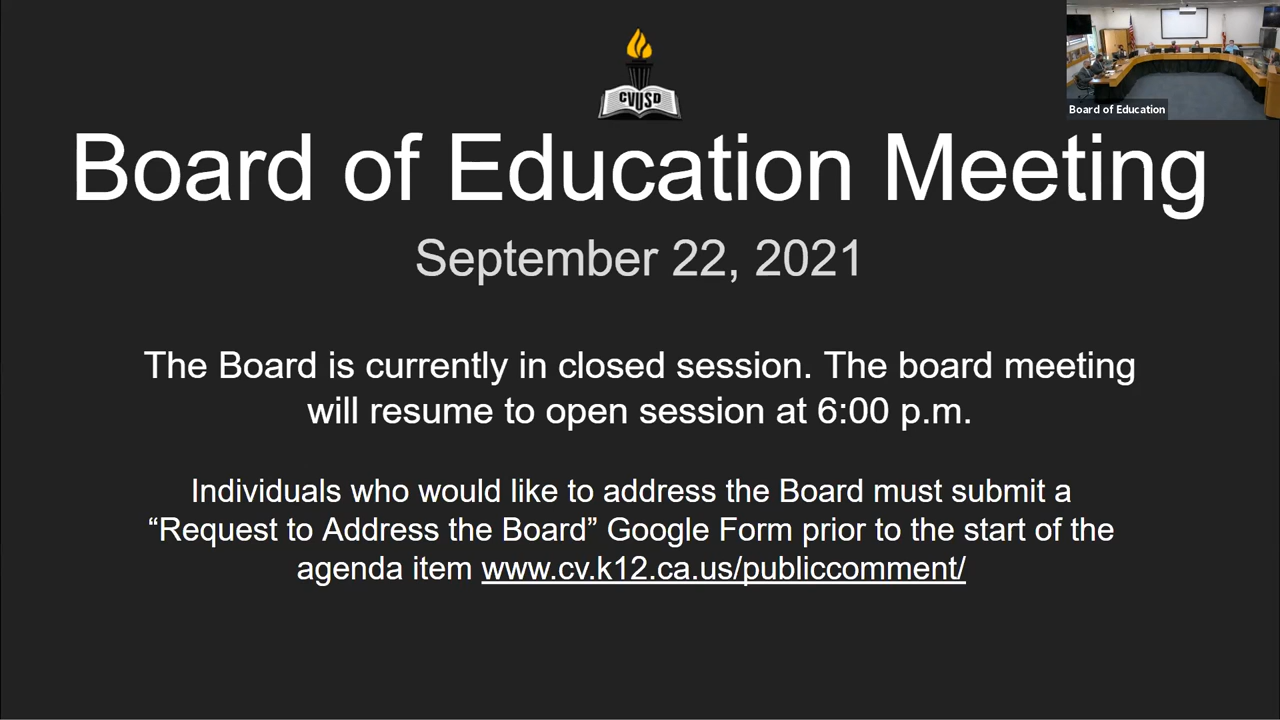 CVUSD
Board of Education
Board of Education Meeting
September 22, 2021
The Board is currently in closed session. The board meeting
will resume to open session at 6:00 p.m.
Individuals who would like to address the Board must submit a
“Request to Address the Board” Google Form prior to the start of the
agenda item www.cv.k12.ca.us/publiccomment/